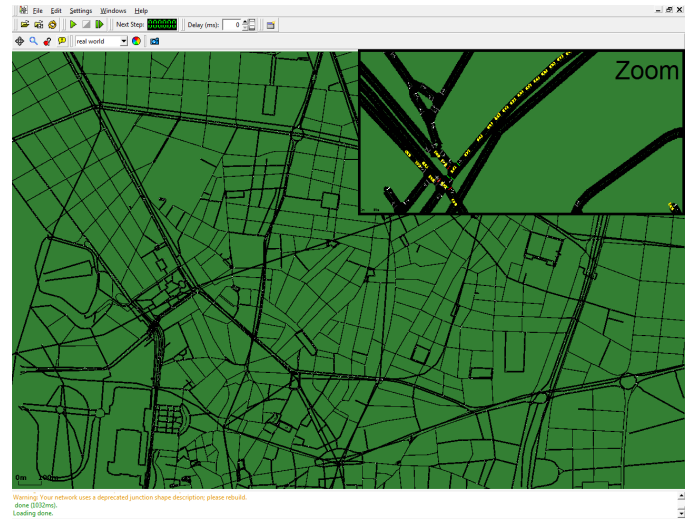 File Edit Settings Windows Help
Next Step: Delay (ms): 0
real world
Zoom
0m 100m
Warning: Your network uses a deprecated junction shape description; please rebuild.
done (1032ms).
Loading done.